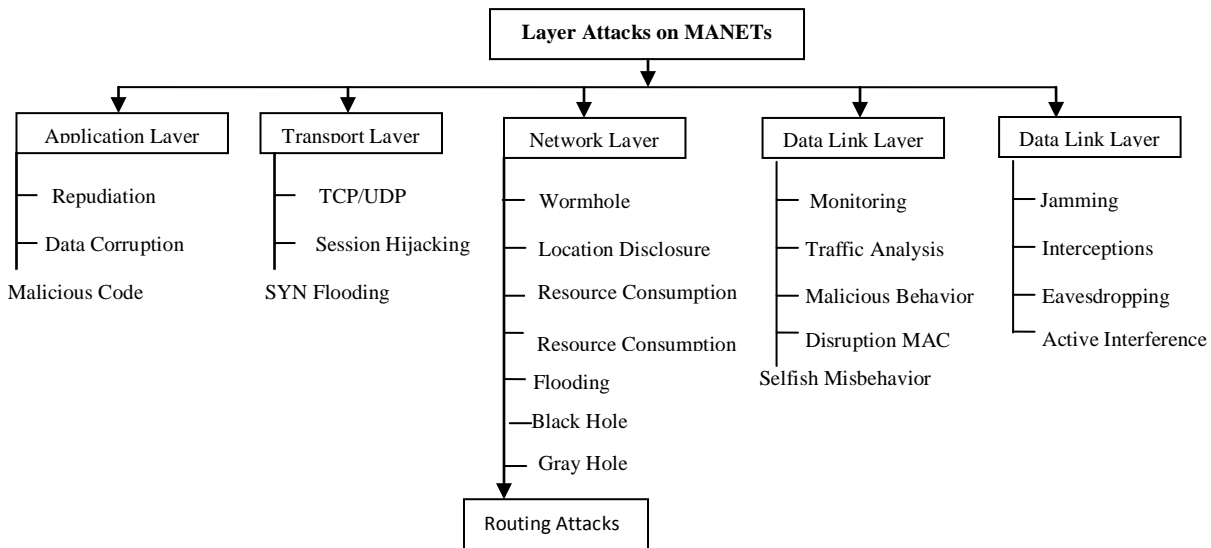 Layer Attacks on MANETs
Application Layer
Repudiation
Data Corruption
Malicious Code
Transport Layer
TCP/UDP
Session Hijacking
SYN Flooding
Network Layer
Wormhole
Location Disclosure
Resource Consumption
Resource Consumption
Flooding
Black Hole
Gray Hole
Routing Attacks
Data Link Layer
Monitoring
Traffic Analysis
Malicious Behavior
Disruption MAC
Selfish Misbehavior
Data Link Layer
Jamming
Interceptions
Eavesdropping
Active Interference